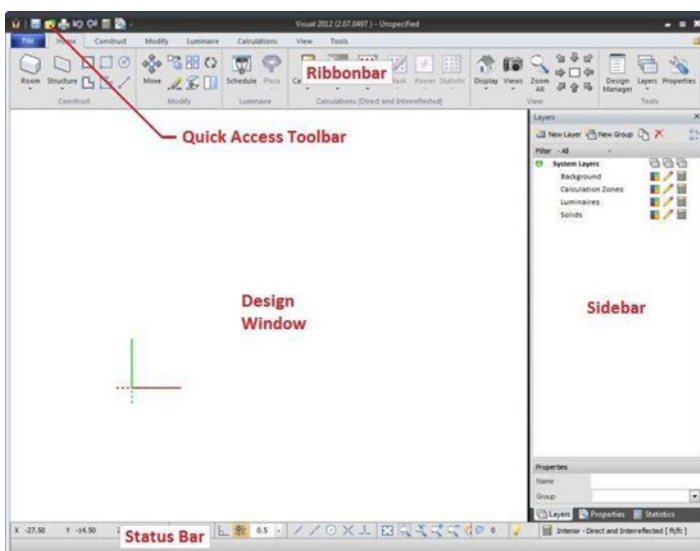 Visual 2012 (2.07.0497) - Unspecified
File Home Construct Modify Luminaire Calculations View Tools
Room Structure Move Schedule Place Ribbonbar Power Statistic Display Views Zoom All Design Manager Layers Properties
Construct Modify Luminaire Calculations (Direct and Interreflected) View Tools
Quick Access Toolbar
Layers
New Layer New Group
Filter - All -
System Layers
Background
Calculation Zones
Luminaires
Solids
Design
Window
Sidebar
Properties
Name
Group
Layers Properties Statistics
X -27.50 Y -14.50 Status Bar 0.5 0 Interior - Direct and Interreflected [ ft/fc ]